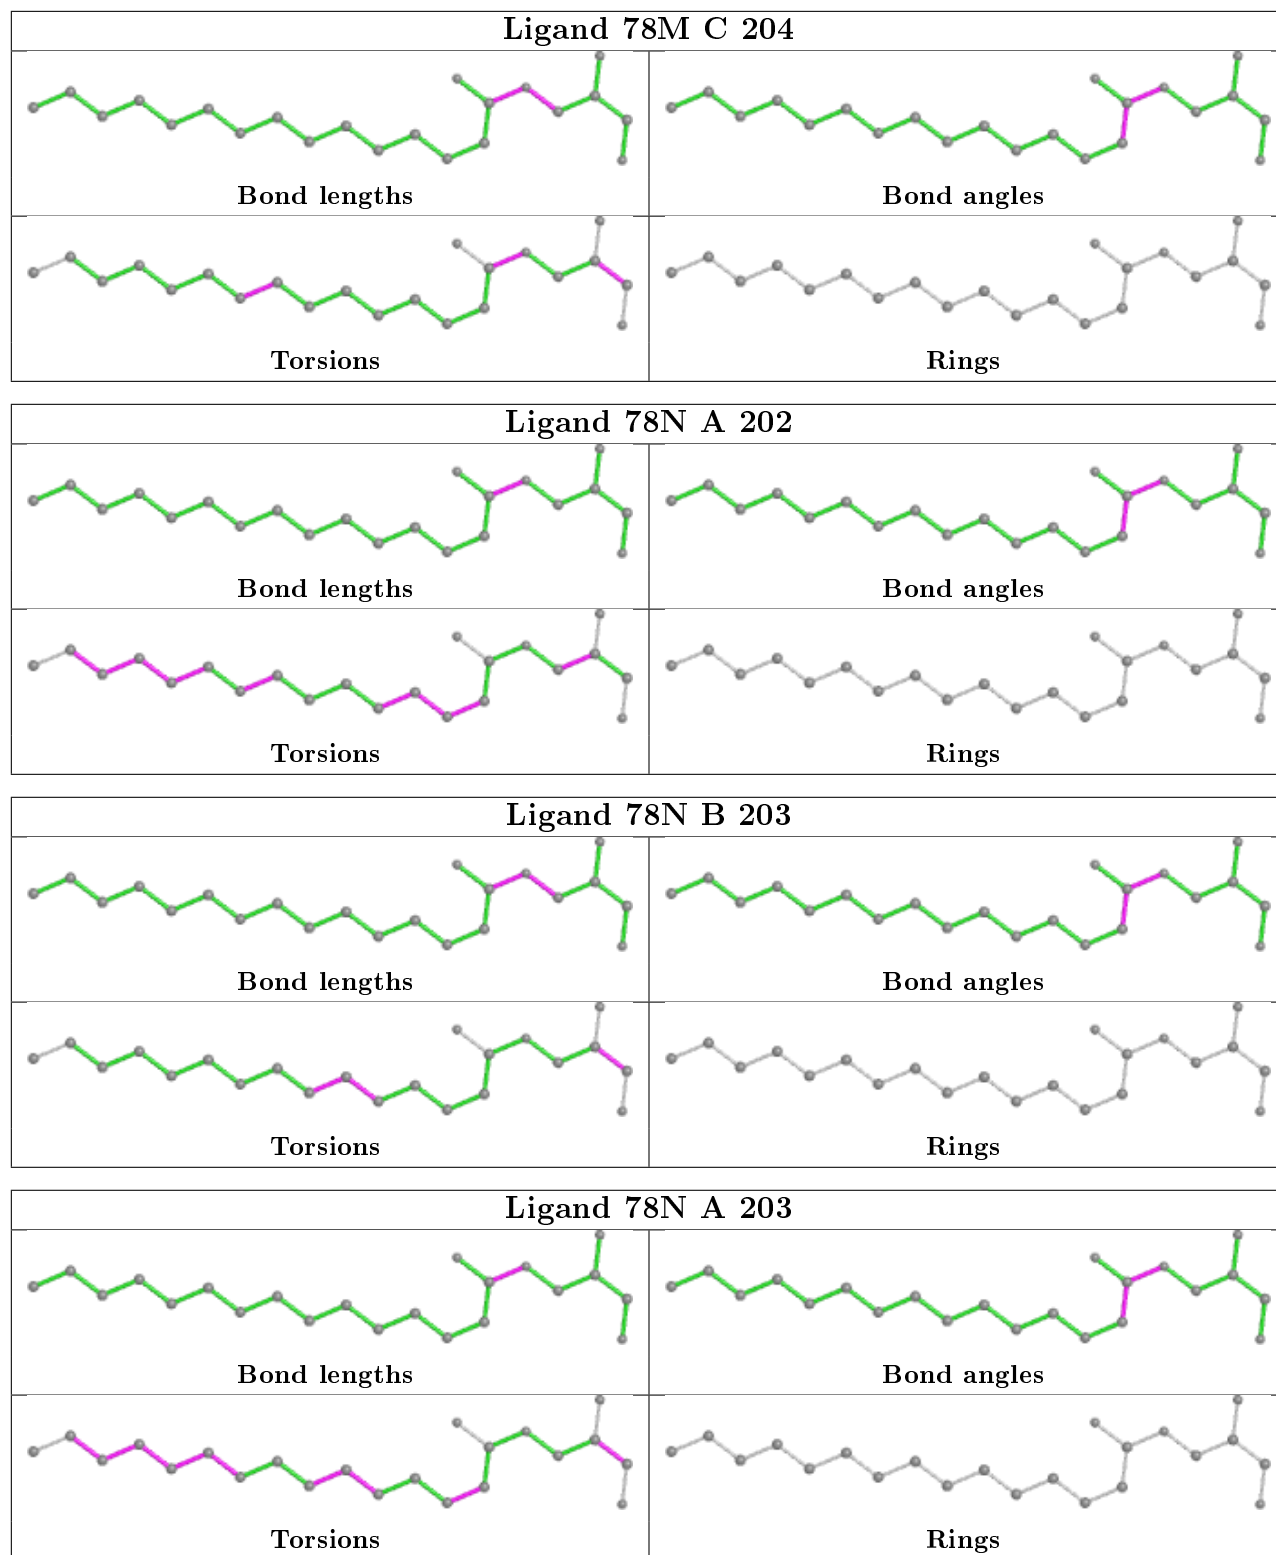 Ligand 78M C 204
Bond lengths
Bond angles
Torsions
Rings
Ligand 78N A 202
Bond lengths
Bond angles
Torsions
Rings
Ligand 78N B 203
Bond lengths
Bond angles
Torsions
Rings
Ligand 78N A 203
Bond lengths
Bond angles
Torsions
Rings